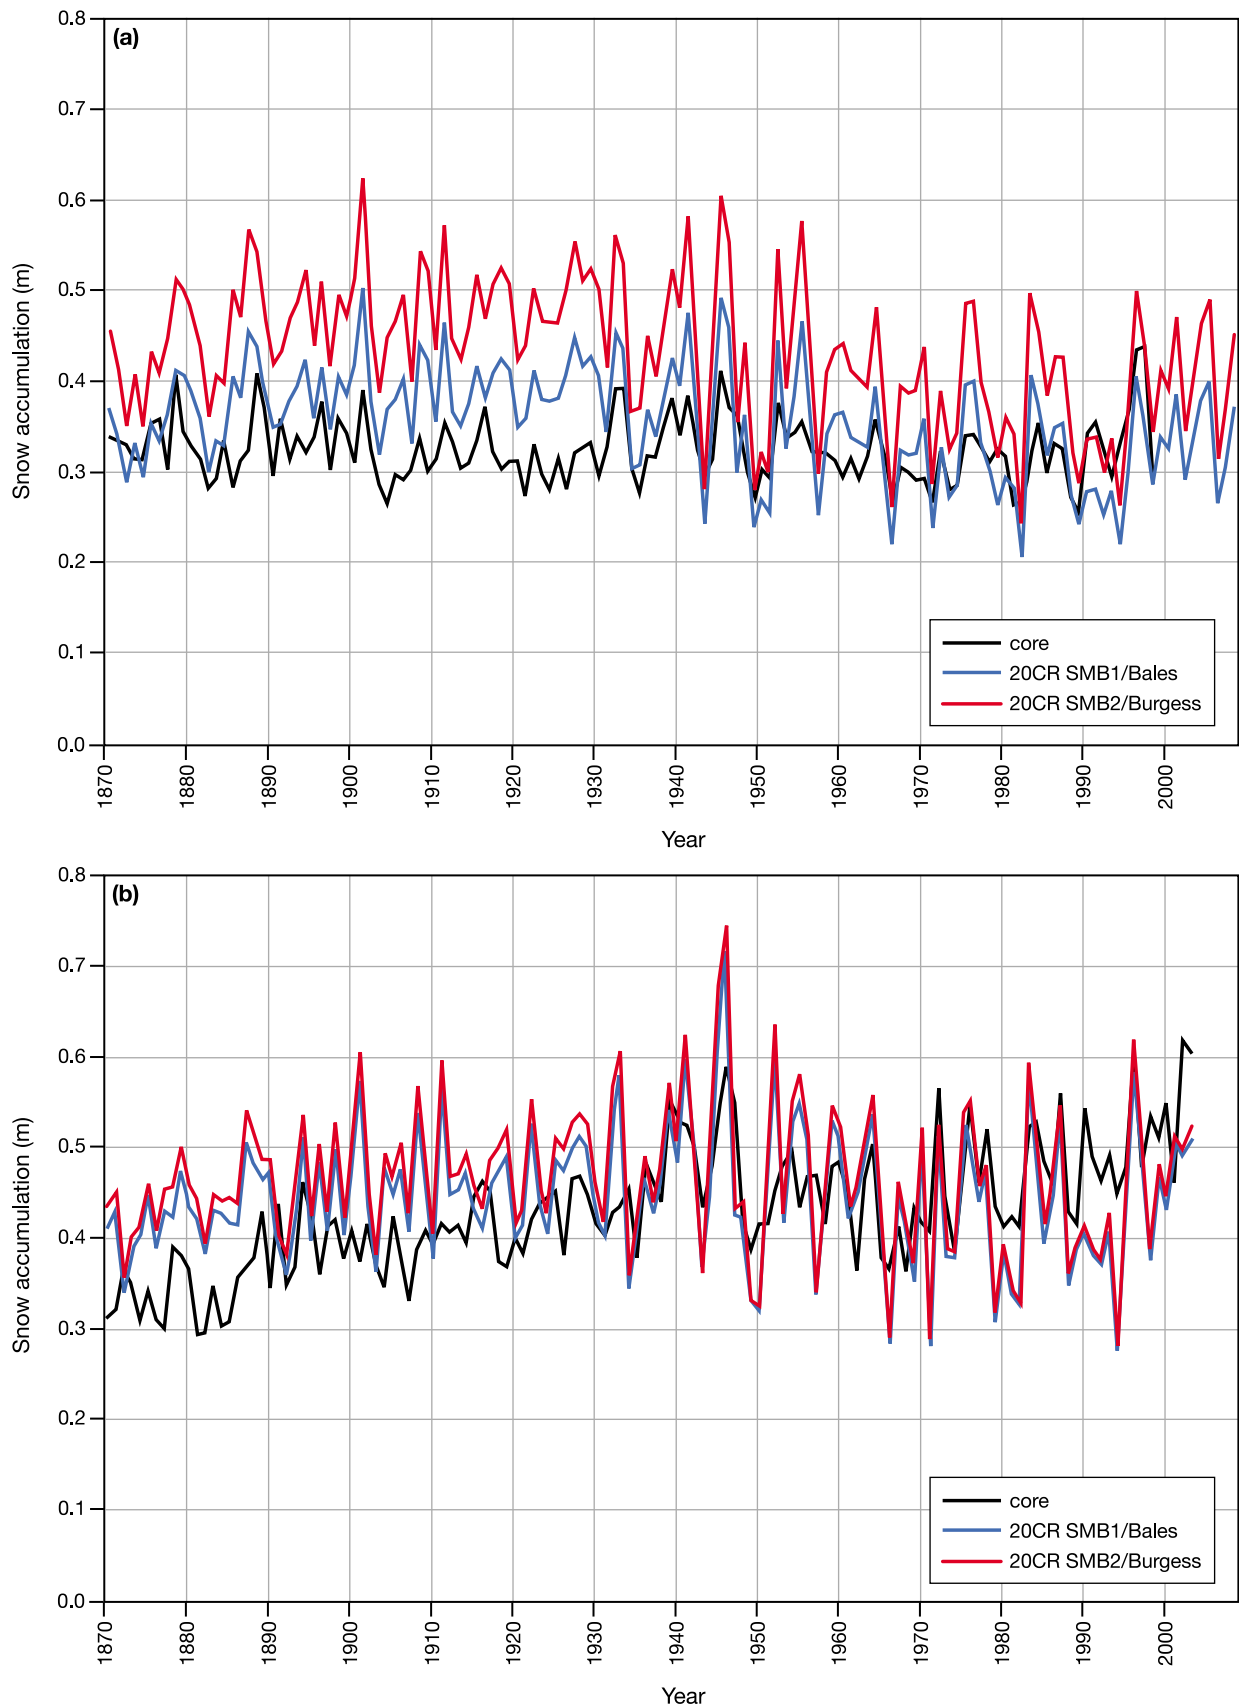 (a)
0.8
0.7
0.6
0.5
0.4
0.3
0.2
0.1
0.0
Snow accumulation (m)
core
20CR SMB1/Bales
20CR SMB2/Burgess
1870 1880 1890 1900 1910 1920 1930 1940 1950 1960 1970 1980 1990 2000
Year
(b)
0.8
0.7
0.6
0.5
0.4
0.3
0.2
0.1
0.0
Snow accumulation (m)
core
20CR SMB1/Bales
20CR SMB2/Burgess
1870 1880 1890 1900 1910 1920 1930 1940 1950 1960 1970 1980 1990 2000
Year